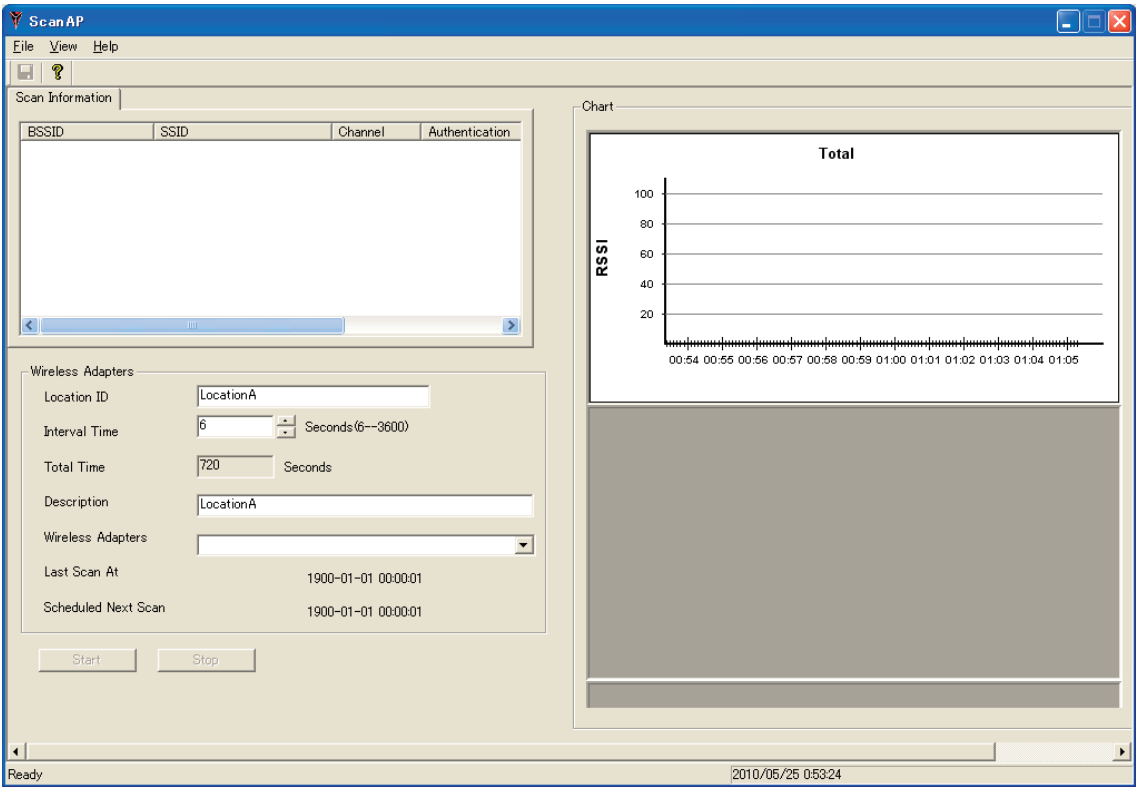 ScanAP
File View Help
Scan Information
BSSID SSID Channel Authentication
Wireless Adapters
Location ID LocationA
Interval Time 6 Seconds(6--3600)
Total Time 720 Seconds
Description LocationA
Wireless Adapters
Last Scan At 1900-01-01 00:00:01
Scheduled Next Scan 1900-01-01 00:00:01
Start Stop
Chart
Total
RSSI
100
80
60
40
20
00:54 00:55 00:56 00:57 00:58 00:59 01:00 01:01 01:02 01:03 01:04 01:05
Ready 2010/05/25 0:53:24